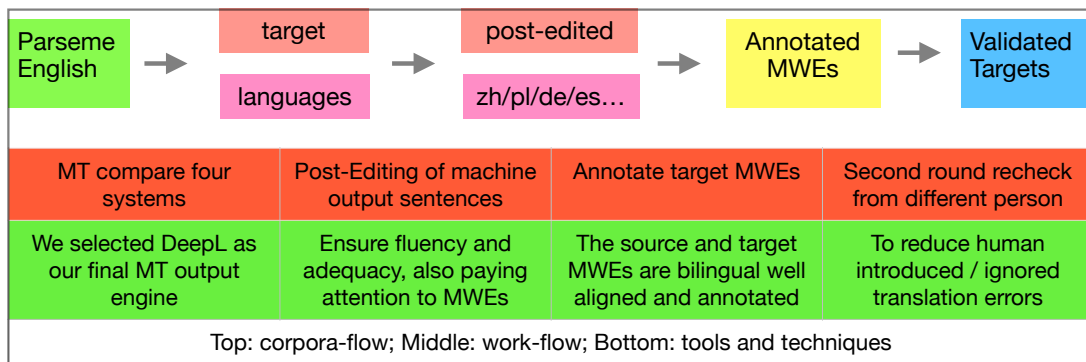 Parseme
English
target
languages
post-edited
zh/pl/de/es...
Annotated
MWEs
Validated
Targets
MT compare four
systems
Post-Editing of machine
output sentences
Annotate target MWEs
Second round recheck
from different person
We selected DeepL as
our final MT output
engine
Ensure fluency and
adequacy, also paying
attention to MWEs
The source and target
MWEs are bilingual well
aligned and annotated
To reduce human
introduced / ignored
translation errors
Top: corpora-flow; Middle: work-flow; Bottom: tools and techniques